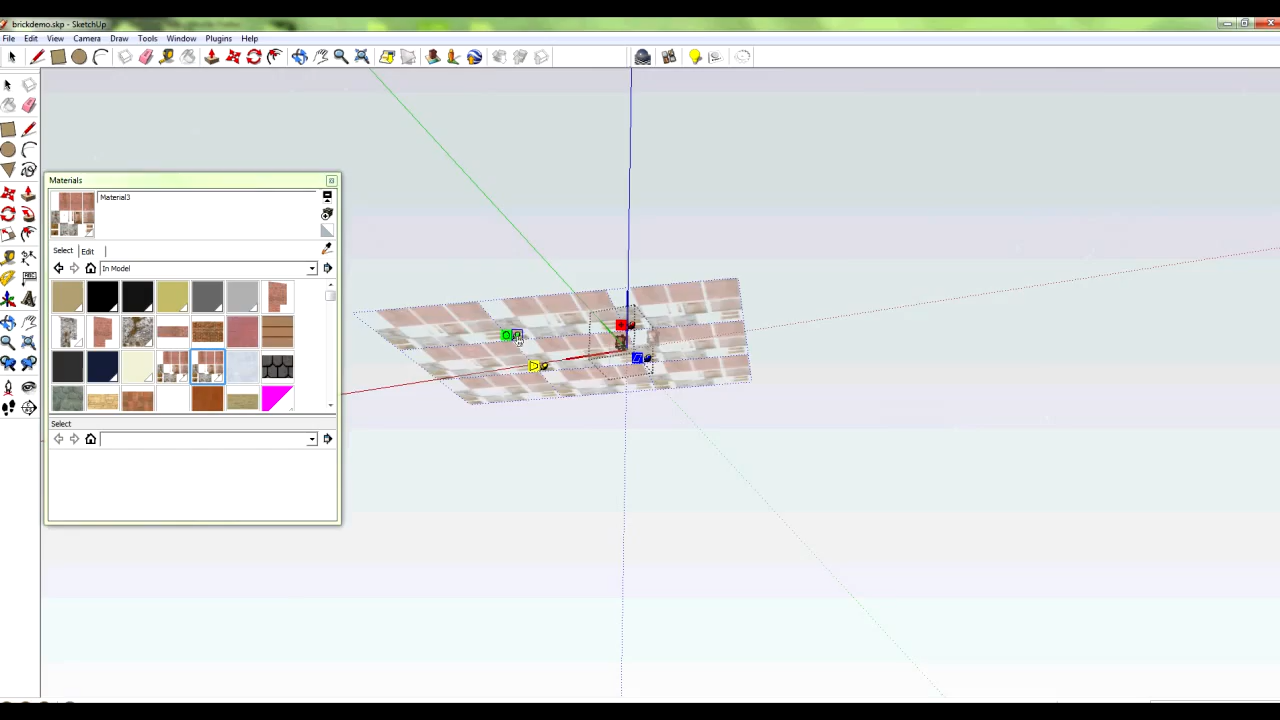 brickdemo.skp - SketchUp
File Edit View Camera Draw Tools Window Plugins Help
Materials
Material3
Select Edit
In Model
Select